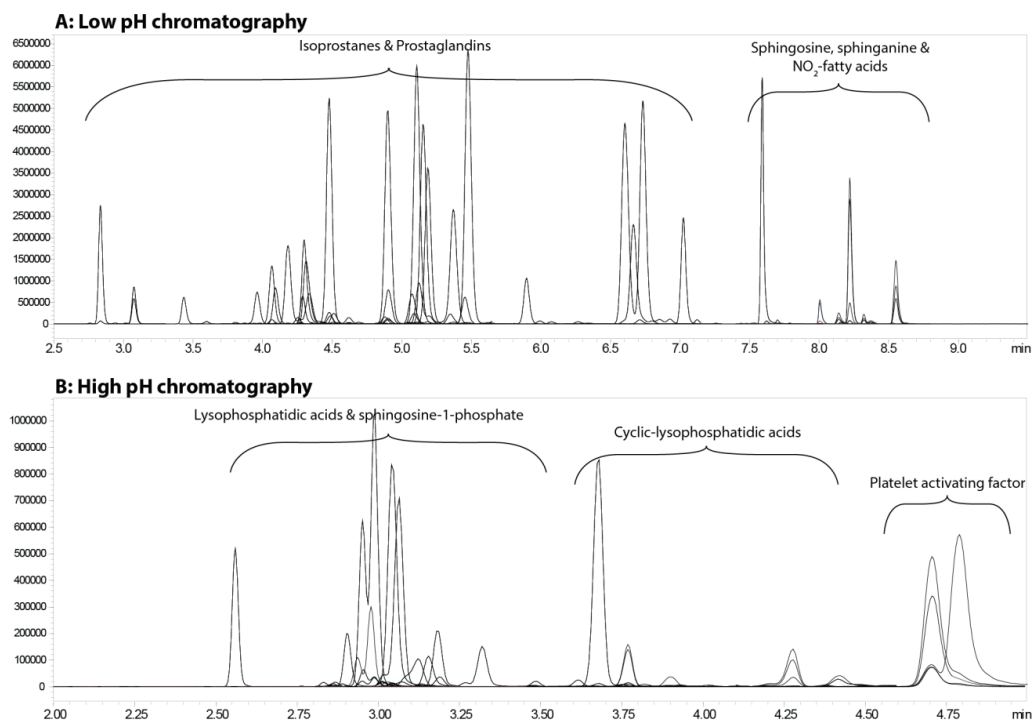 A: Low pH chromatography
Isoprostanes & Prostaglandins
Sphingosine, sphinganine &
NO₂-fatty acids
6500000
6000000
5500000
5000000
4500000
4000000
3500000
3000000
2500000
2000000
1500000
1000000
500000
0
2.5 3.0 3.5 4.0 4.5 5.0 5.5 6.0 6.5 7.0 7.5 8.0 8.5 9.0 min
B: High pH chromatography
Lysophosphatidic acids & sphingosine-1-phosphate
Cyclic-lysophosphatidic acids
Platelet activating factor
1000000
900000
800000
700000
600000
500000
400000
300000
200000
100000
0
2.00 2.25 2.50 2.75 3.00 3.25 3.50 3.75 4.00 4.25 4.50 4.75 min